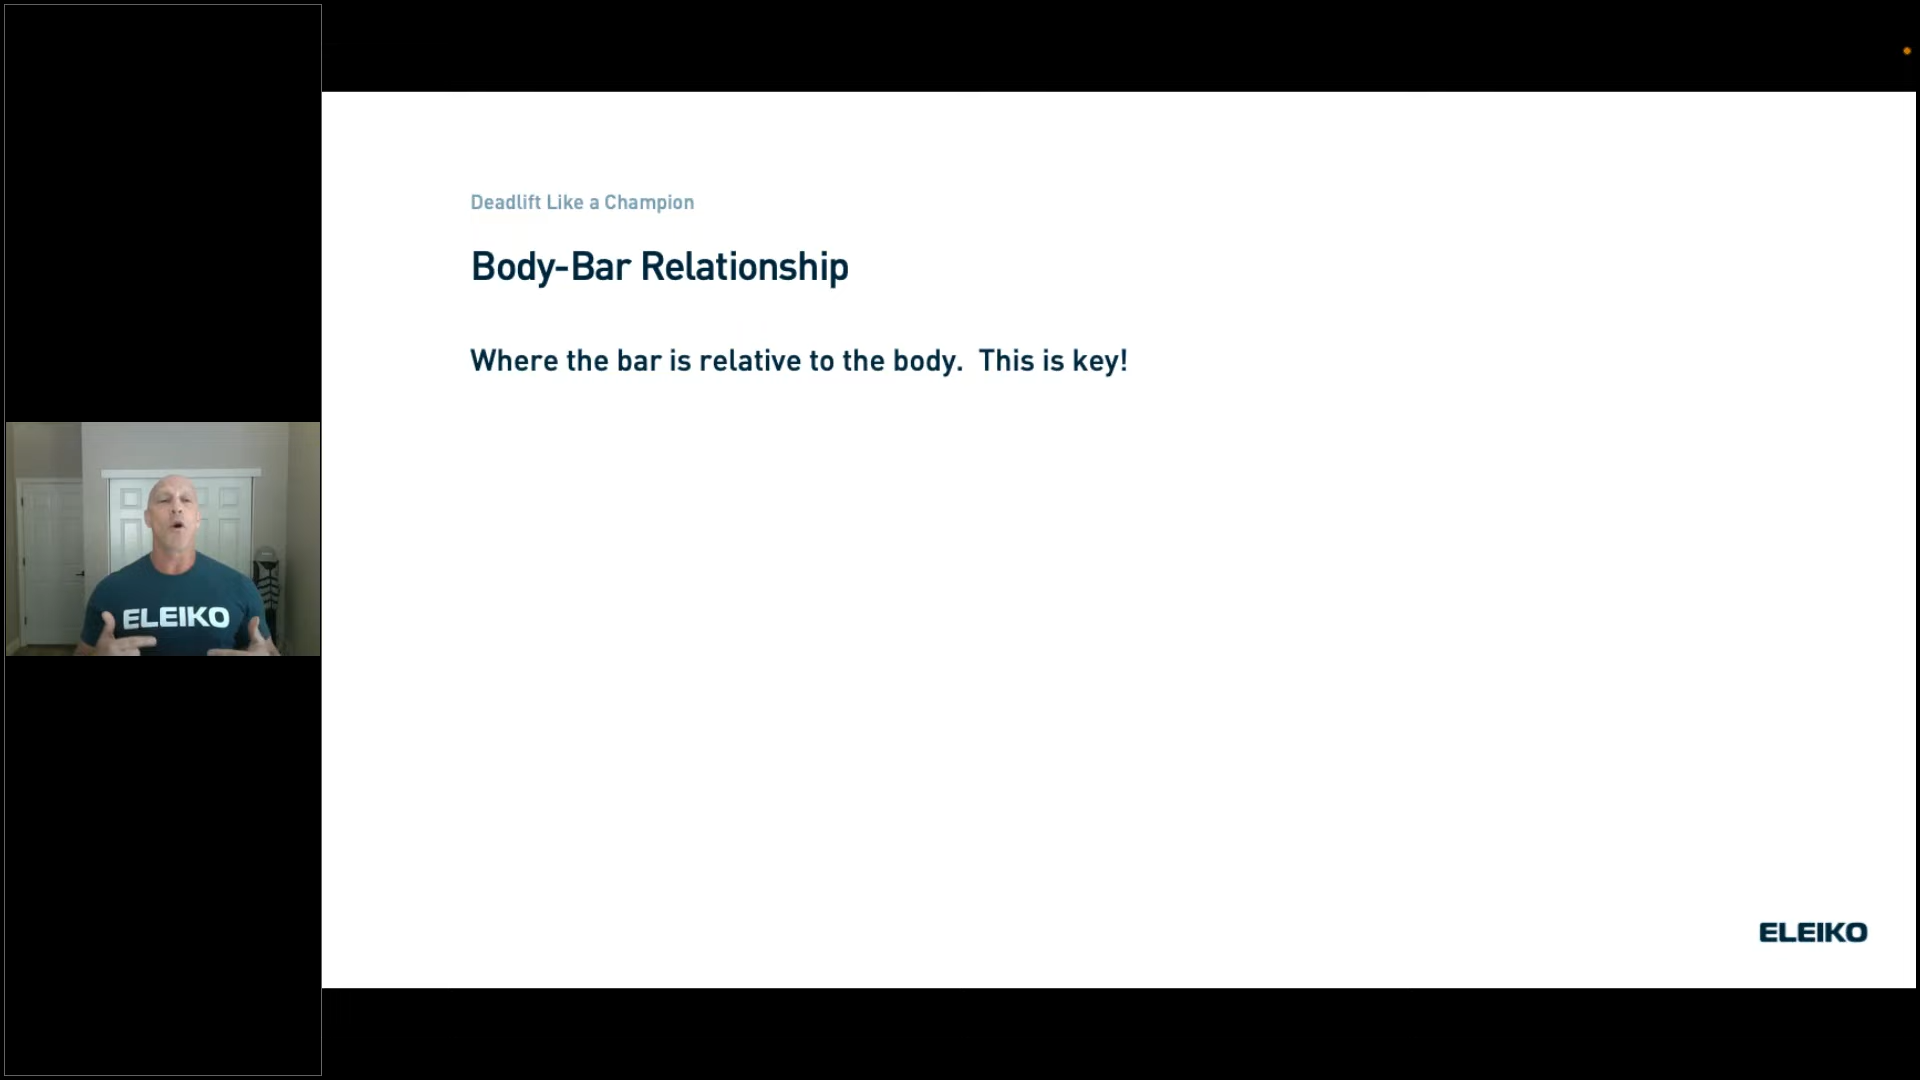 Deadlift Like a Champion
Body-Bar Relationship
Where the bar is relative to the body.  This is key!
ELEIKO
ELEIKO